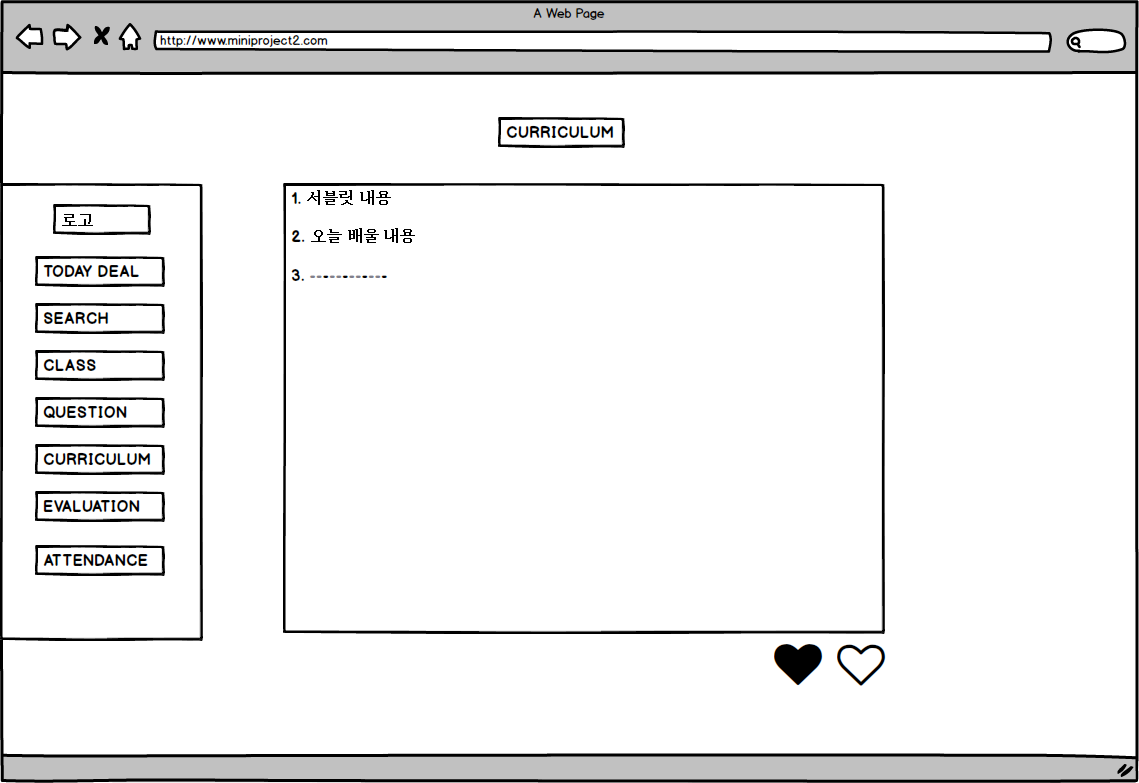 A Web Page
http://www.miniproject2.com
CURRICULUM
로고
TODAY DEAL
SEARCH
CLASS
QUESTION
CURRICULUM
EVALUATION
ATTENDANCE
1. 서블릿 내용
2. 오늘 배울 내용
3. -----------